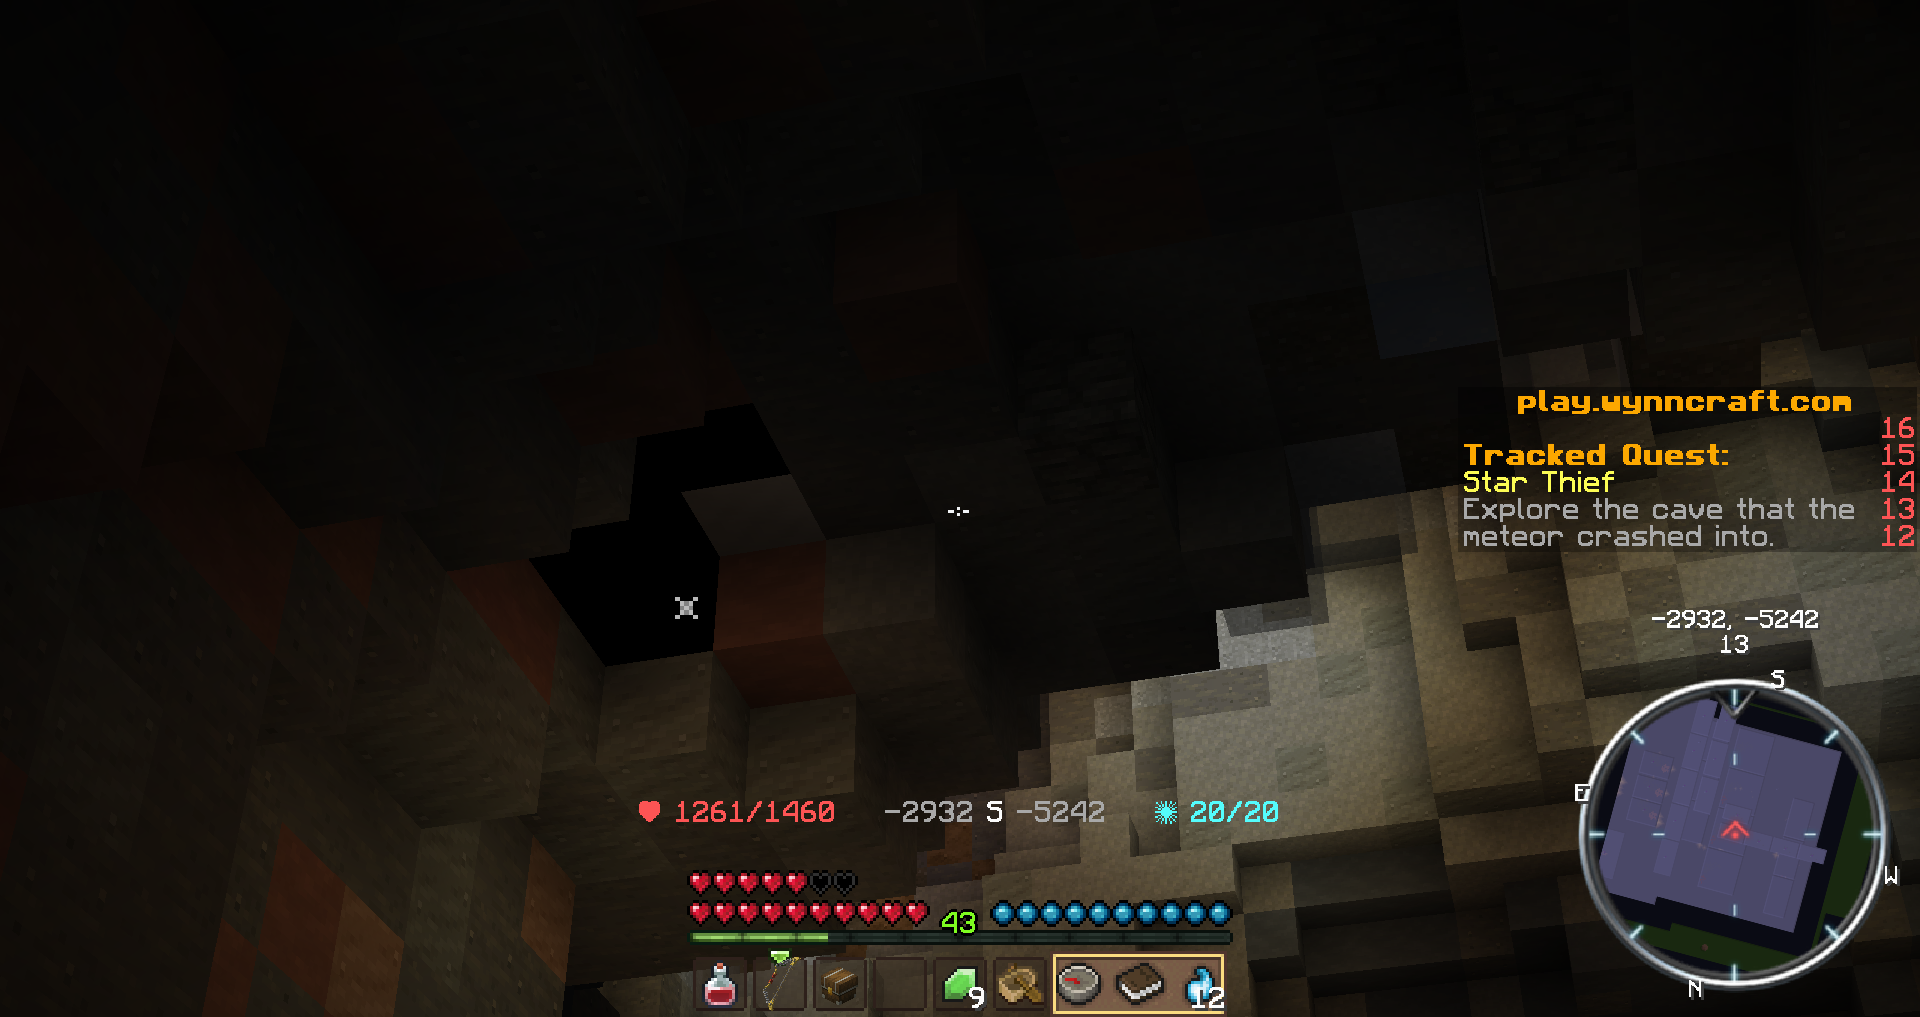 play.wynncraft.com
16
Tracked Quest: 15
Star Thief 14
Explore the cave that the 13
meteor crashed into. 12
-2932, -5242
13
S
E
W
N
1261/1460 -2932 S -5242 20/20
43
9
12